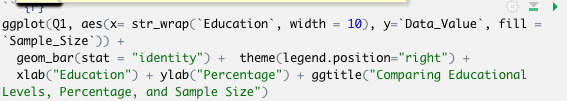 {r}
ggplot(Q1, aes(x= str_wrap(`Education`, width = 10), y=`Data_Value`, fill =
`Sample_Size`)) +
geom_bar(stat = "identity") + theme(legend.position="right") +
xlab("Education") + ylab("Percentage") + ggtitle("Comparing Educational
Levels, Percentage, and Sample Size")